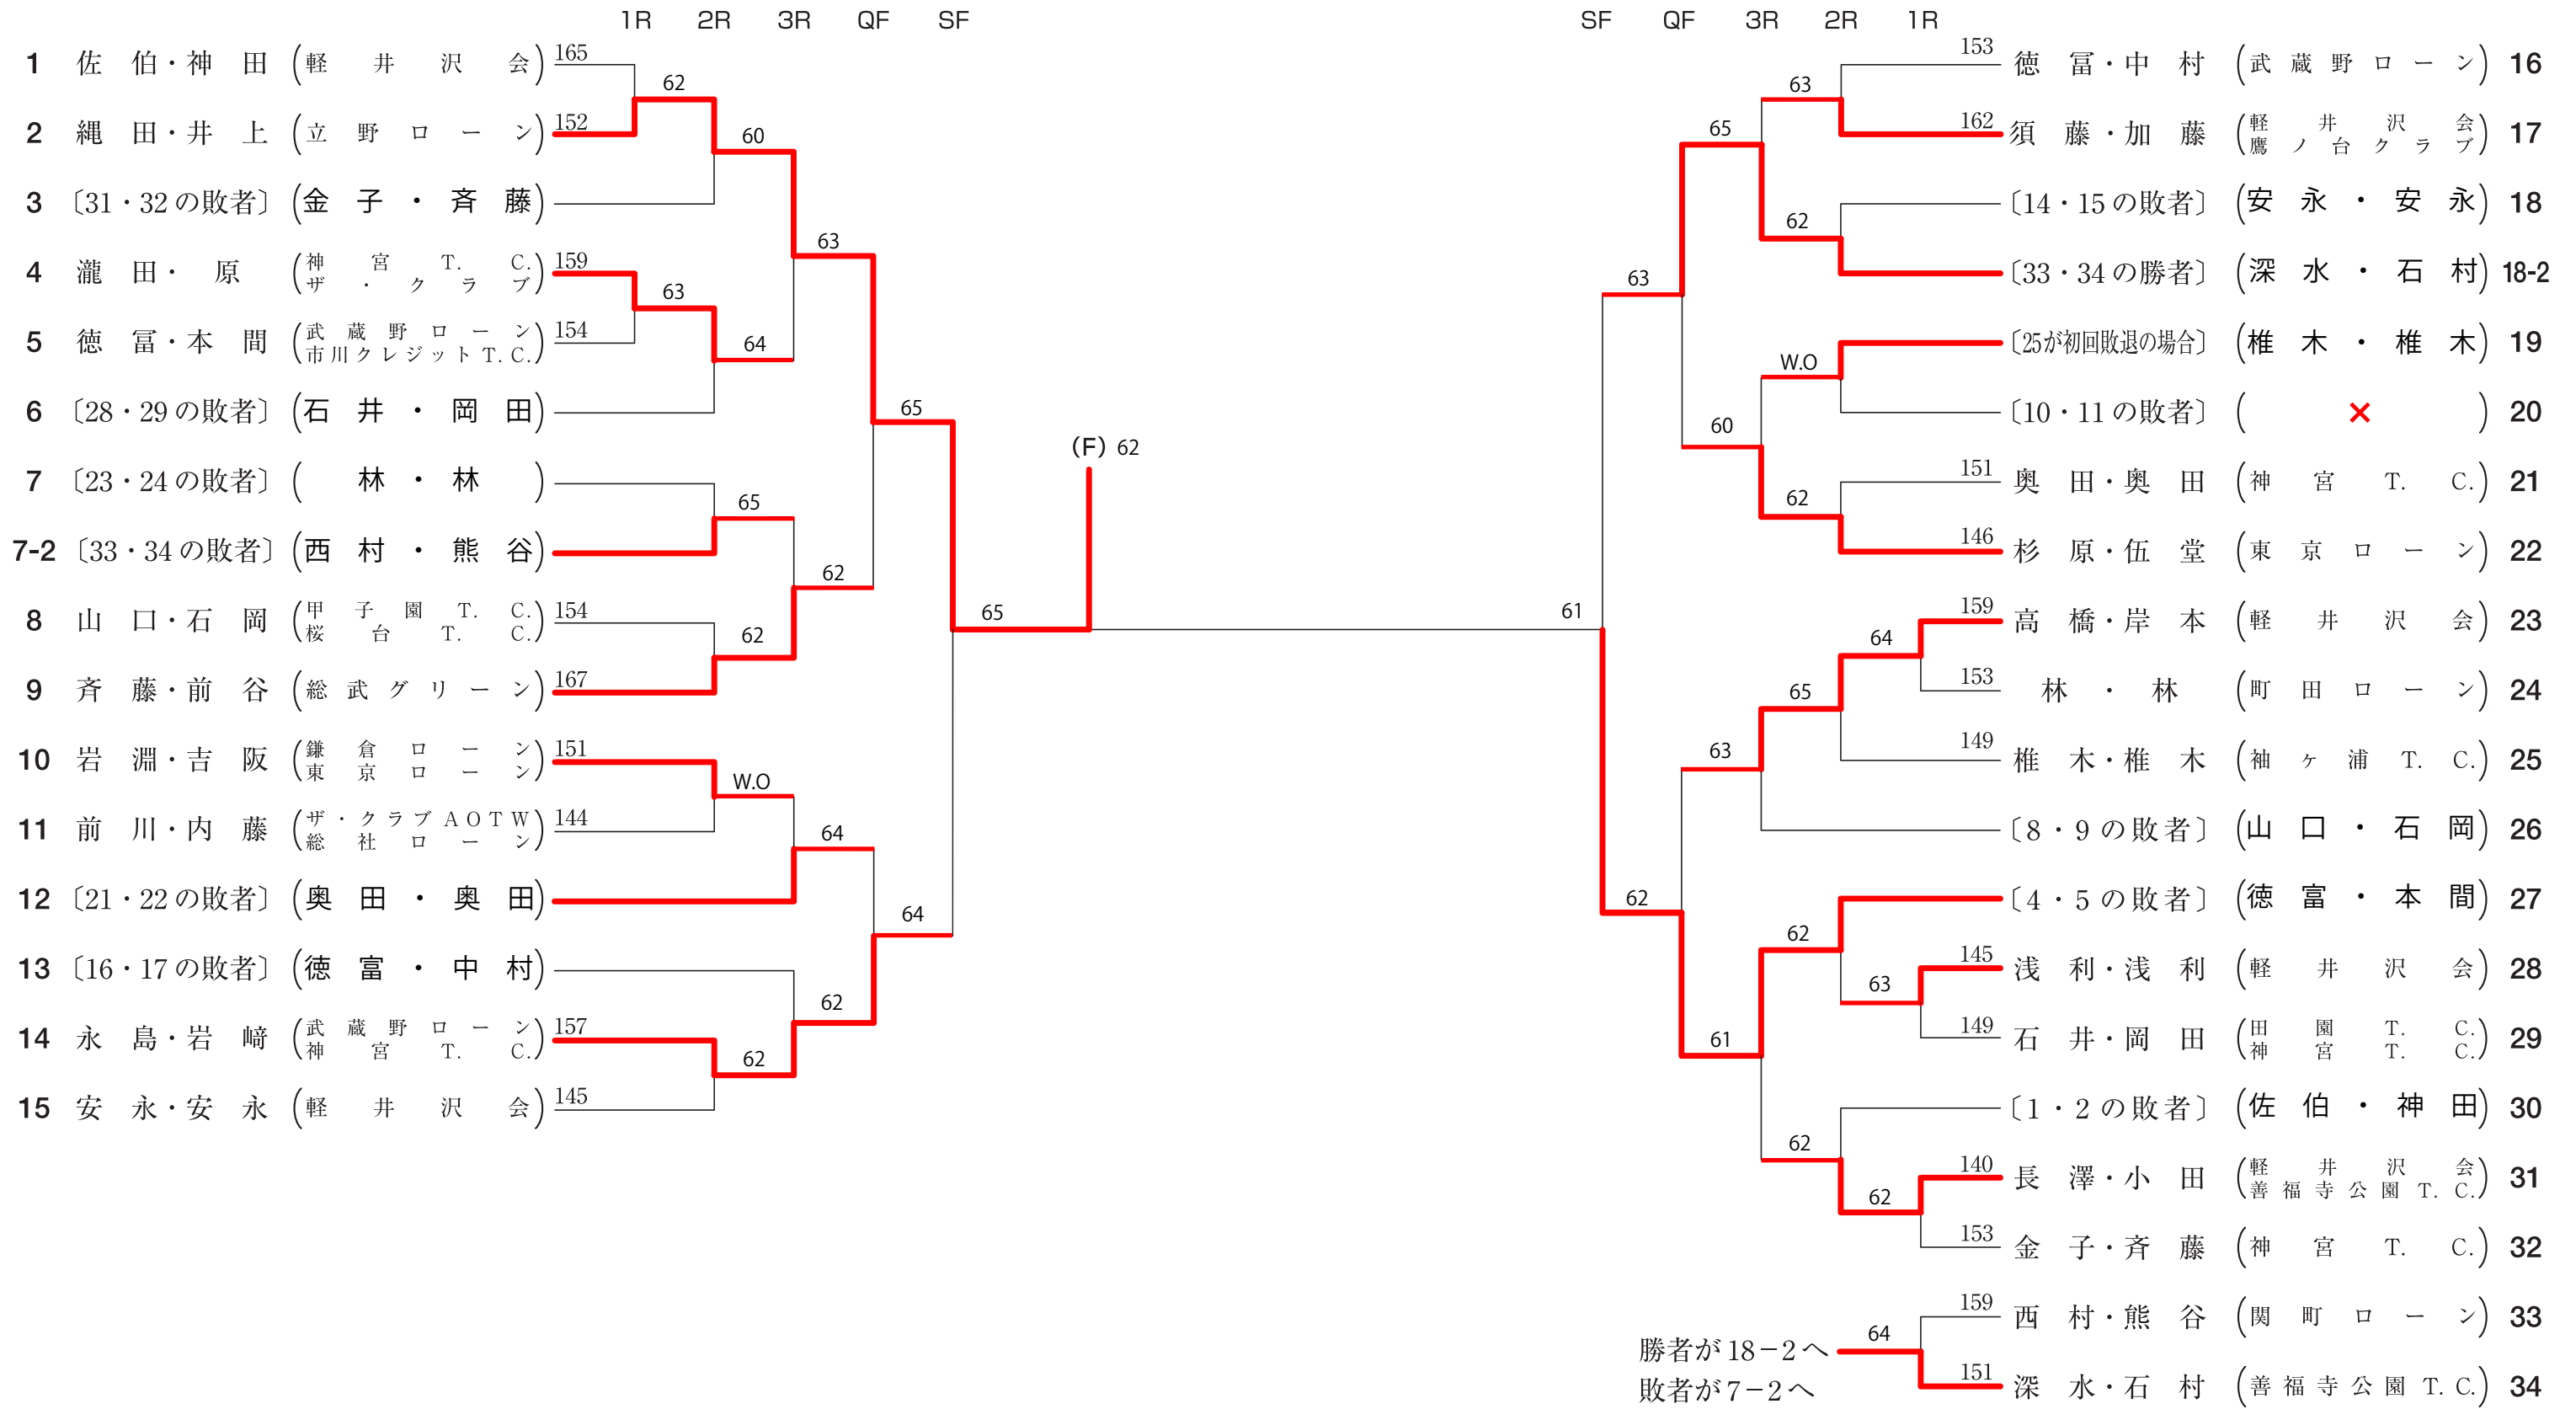 1R 2R 3R QF SF
SF QF 3R 2R 1R
1 佐伯・神田 (軽井沢会) 165
62
2 縄田・井上 (立野ローン) 152
60
3 〔31・32の敗者〕 (金子・斉藤)
63
4 瀧田・原 (神宮T.C. ザ・クラブ) 159
63
64
5 徳冨・本間 (武蔵野ローン 市川クレジットT.C.) 154
6 〔28・29の敗者〕 (石井・岡田)
65
7 〔23・24の敗者〕 (林・林)
65
7-2 〔33・34の敗者〕 (西村・熊谷)
62
8 山口・石岡 (甲子園T.C. 桜台T.C.) 154
62
65
9 斉藤・前谷 (総武グリーン) 167
10 岩淵・吉阪 (鎌倉ローン 東京ローン) 151
W.O
11 前川・内藤 (ザ・クラブAOTW 総社ローン) 144
64
12 〔21・22の敗者〕 (奥田・奥田)
64
13 〔16・17の敗者〕 (徳富・中村)
62
14 永島・岩﨑 (武蔵野ローン 神宮T.C.) 157
62
15 安永・安永 (軽井沢会) 145
(F) 62
153 徳冨・中村 (武蔵野ローン) 16
63
162 須藤・加藤 (軽井沢会 鷹ノ台クラブ) 17
65
〔14・15の敗者〕 (安永・安永) 18
62
〔33・34の勝者〕 (深水・石村) 18-2
63
〔25が初回敗退の場合〕 (椎木・椎木) 19
W.O
〔10・11の敗者〕 (×) 20
60
151 奥田・奥田 (神宮T.C.) 21
62
146 杉原・伍堂 (東京ローン) 22
61
159 高橋・岸本 (軽井沢会) 23
64
153 林・林 (町田ローン) 24
65
149 椎木・椎木 (袖ヶ浦T.C.) 25
63
〔8・9の敗者〕 (山口・石岡) 26
62
〔4・5の敗者〕 (徳富・本間) 27
62
145 浅利・浅利 (軽井沢会) 28
63
149 石井・岡田 (田園T.C. 神宮T.C.) 29
61
〔1・2の敗者〕 (佐伯・神田) 30
62
140 長澤・小田 (軽井沢会 善福寺公園T.C.) 31
62
153 金子・斉藤 (神宮T.C.) 32
159 西村・熊谷 (関町ローン) 33
勝者が18−2へ 64
敗者が7−2へ
151 深水・石村 (善福寺公園T.C.) 34